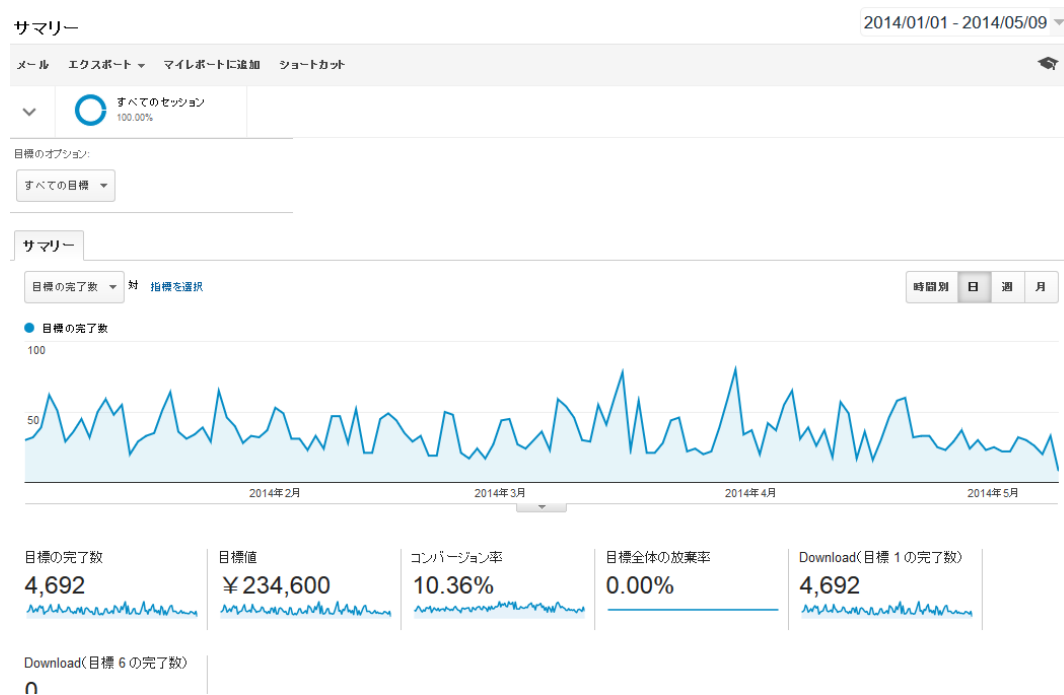 サマリー
2014/01/01 - 2014/05/09
メール エクスポート マイレポートに追加 ショートカット
すべてのセッション
100.00%
目標のオプション:
すべての目標
サマリー
目標の完了数 対 指標を選択
時間別 日 週 月
目標の完了数
100
50
2014年2月 2014年3月 2014年4月 2014年5月
目標の完了数 目標値 コンバージョン率 目標全体の放棄率 Download(目標 1 の完了数)
4,692 ￥234,600 10.36% 0.00% 4,692
Download(目標 6 の完了数)
0